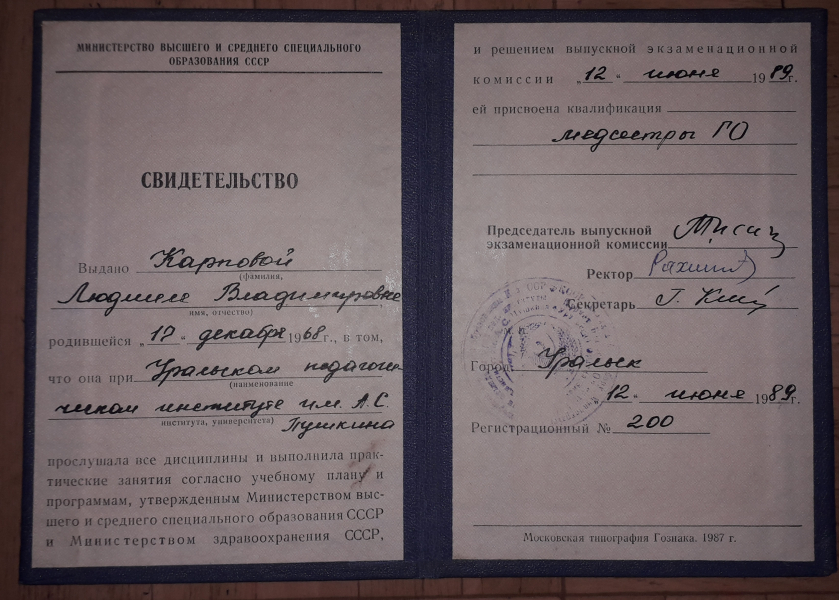 МИНИСТЕРСТВО ВЫСШЕГО И СРЕДНЕГО СПЕЦИАЛЬНОГО
ОБРАЗОВАНИЯ СССР
СВИДЕТЕЛЬСТВО
Выдано Карповой
(фамилия,
Людмиле Владимировне
имя, отчество)
родившейся „17“ декабря 1968 г., в том,
что она при Уральском педагоги-
(наименование
ческом институте им. А.С.
института, университета) Пушкина
прослушала все дисциплины и выполнила прак-
тические занятия согласно учебному плану и
программам, утвержденным Министерством выс-
шего и среднего специального образования СССР
и Министерством здравоохранения СССР,
и решением выпускной экзаменационной
комиссии „12“ июня 1989 г.
ей присвоена квалификация
медсестры ГО
Председатель выпускной
экзаменационной комиссии
Ректор
Секретарь
Город Уральск
12 июня 1989 г.
Регистрационный № 200
Московская типография Гознака. 1987 г.